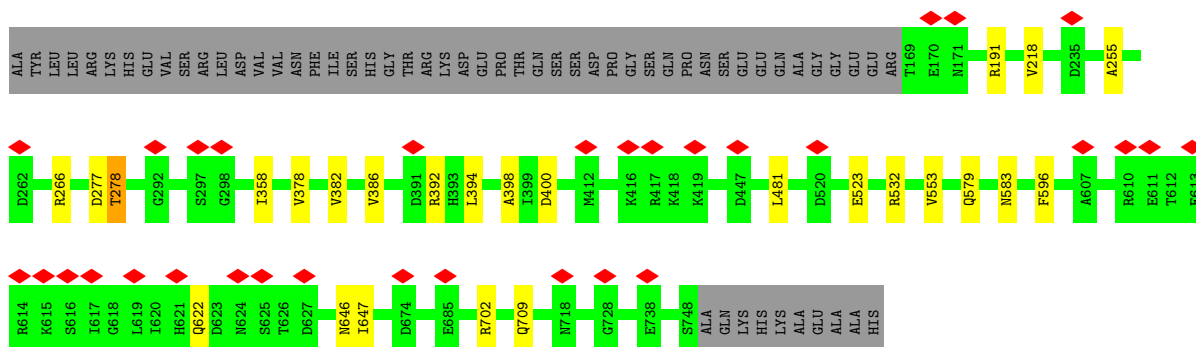 ALA TYR LEU LEU ARG LYS HIS GLU VAL SER ARG LEU ASP VAL VAL ASN PHE ILE SER HIS GLY THR ARG LYS ASP GLU PRO THR GLN SER SER ASP PRO GLY SER GLN PRO ASN SER GLU GLU GLN ALA GLY GLY GLU GLU ARG T169 E170 N171 R191 V218 D235 A255
D262 R266 D277 T278 G292 S297 G298 I358 V378 V382 V386 D391 R392 H393 L394 A398 I399 D400 M412 K416 R417 K418 K419 D447 L481 D520 E523 R532 V553 Q579 N583 F596 A607 R610 E611 T612 E613
R614 K615 S616 I617 G618 L619 I620 H621 Q622 D623 N624 S625 T626 D627 N646 I647 D674 E685 R702 Q709 N718 G728 E738 S748 ALA GLN LYS HIS LYS ALA GLU ALA ALA HIS